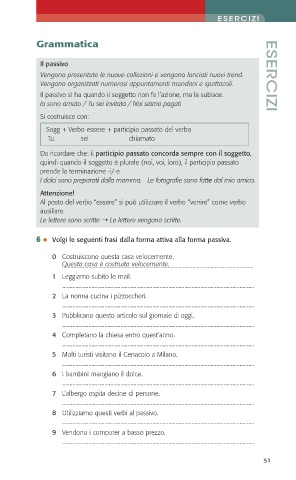 ESERCIZI
ESERCIZI
Grammatica
Il passivo
Vengono presentate le nuove collezioni e vengono lanciati nuovi trend.
Vengono organizzati numerosi appuntamenti mondani e spettacoli.
Il passivo si ha quando il soggetto non fa l'azione, ma la subisce.
Io sono amato / Tu sei invitata / Noi siamo pagati
Si costruisce con:
Sogg + Verbo essere + participio passato del verbo
Tu sei chiamato
Da ricordare che: il participio passato concorda sempre con il soggetto,
quindi quando il soggetto è plurale (noi, voi, loro), il participio passato
prende le terminazione -i/-e
I dolci sono preparati dalla mamma. Le fotografie sono fatte dal mio amico.
Attenzione!
Al posto del verbo "essere" si può utilizzare il verbo "venire" come verbo
ausiliare.
Le lettere sono scritte → Le lettere vengono scritte.
6 • Volgi le seguenti frasi dalla forma attiva alla forma passiva.
0 Costruiscono questa casa velocemente.
Questa casa è costruita velocemente.
1 Leggiamo subito le mail.
2 La nonna cucina i pizzoccheri.
3 Pubblicano questo articolo sul giornale di oggi.
4 Completano la chiesa entro quest'anno.
5 Molti turisti visitano il Cenacolo a Milano.
6 I bambini mangiano il dolce.
7 L'albergo ospita decine di persone.
8 Utilizziamo questi verbi al passivo.
9 Vendono i computer a basso prezzo.
51